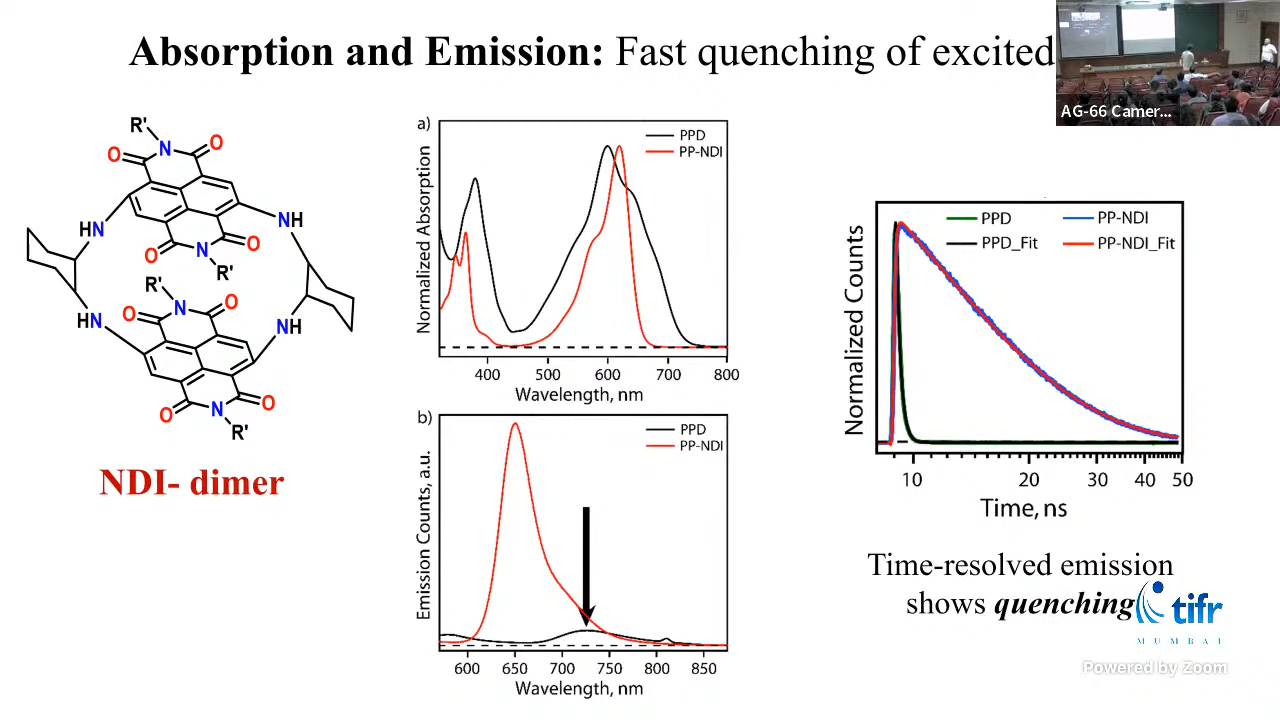 Absorption and Emission: Fast quenching of excited
AG-66 Camer...
R'
N
O
O
O
O
N
R'
HN
NH
R'
N
O
O
HN
NH
O
O
N
R'
NDI- dimer
a)
PPD
PP-NDI
Normalized Absorption
400
500
600
700
800
Wavelength, nm
b)
PPD
PP-NDI
Emission Counts, a.u.
600
650
700
750
800
850
Wavelength, nm
PPD
PP-NDI
PPD_Fit
PP-NDI_Fit
Normalized Counts
10
20
30
40
50
Time, ns
Time-resolved emission
shows quenching
tifr
MUMBAI
Powered by Zoom